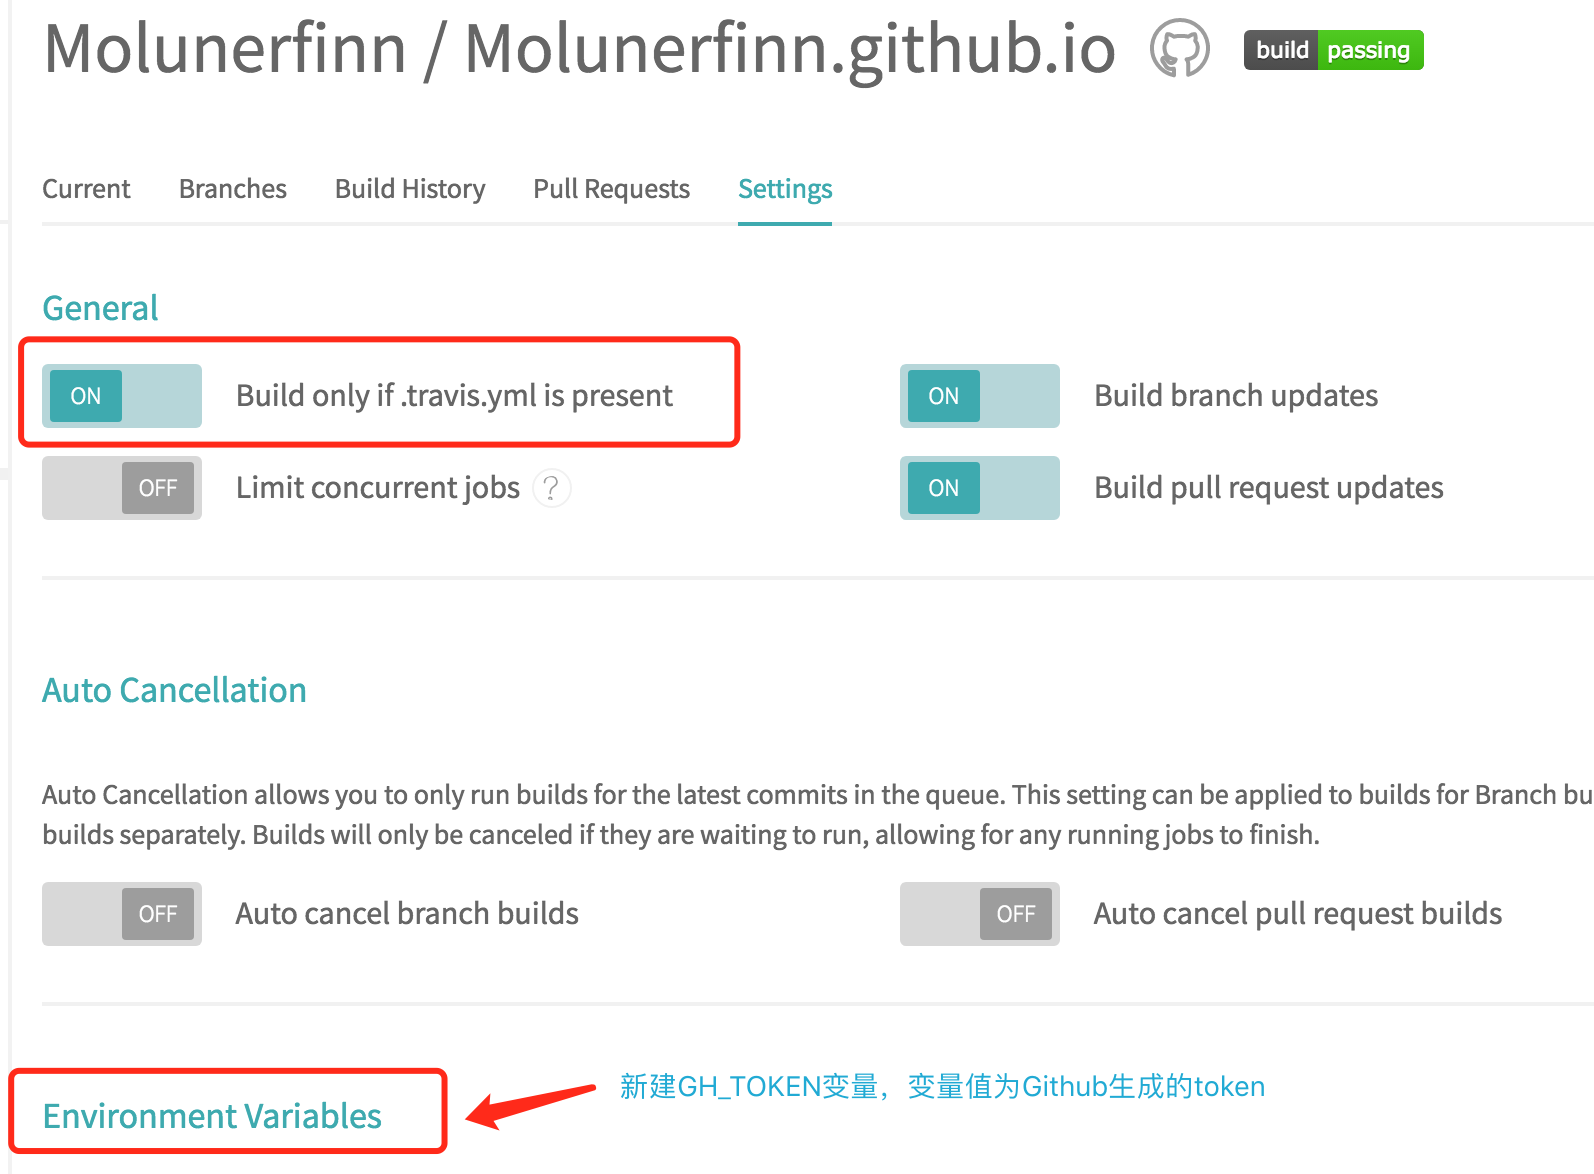 Molunerfinn / Molunerfinn.github.io build passing
Current Branches Build History Pull Requests Settings
General
ON Build only if .travis.yml is present ON Build branch updates
OFF Limit concurrent jobs ? ON Build pull request updates
Auto Cancellation
Auto Cancellation allows you to only run builds for the latest commits in the queue. This setting can be applied to builds for Branch bu
builds separately. Builds will only be canceled if they are waiting to run, allowing for any running jobs to finish.
OFF Auto cancel branch builds OFF Auto cancel pull request builds
新建GH_TOKEN变量，变量值为Github生成的token
Environment Variables